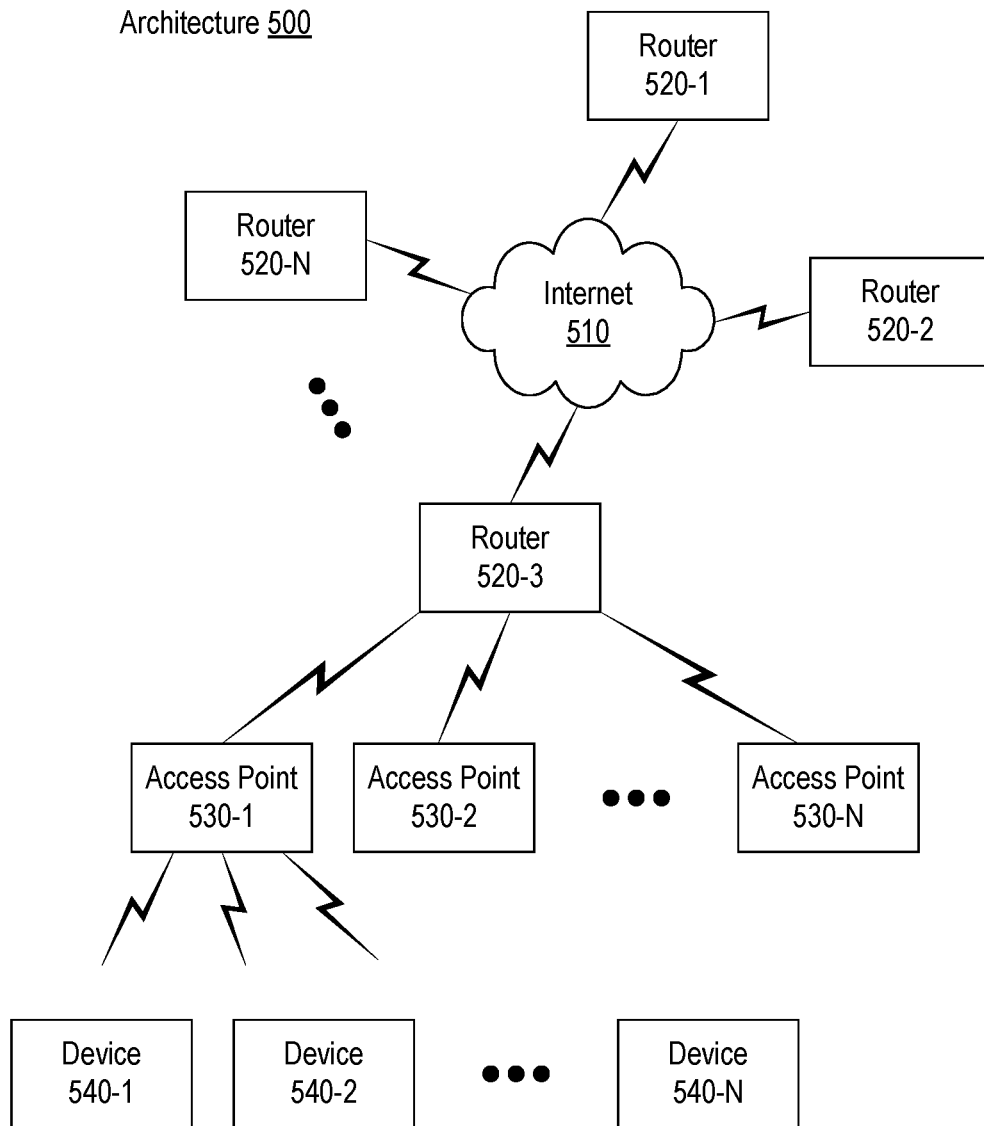 Architecture 500
Router
520-1
Router
520-N
Internet
510
Router
520-2
Router
520-3
Access Point
530-1
Access Point
530-2
Access Point
530-N
Device
540-1
Device
540-2
Device
540-N